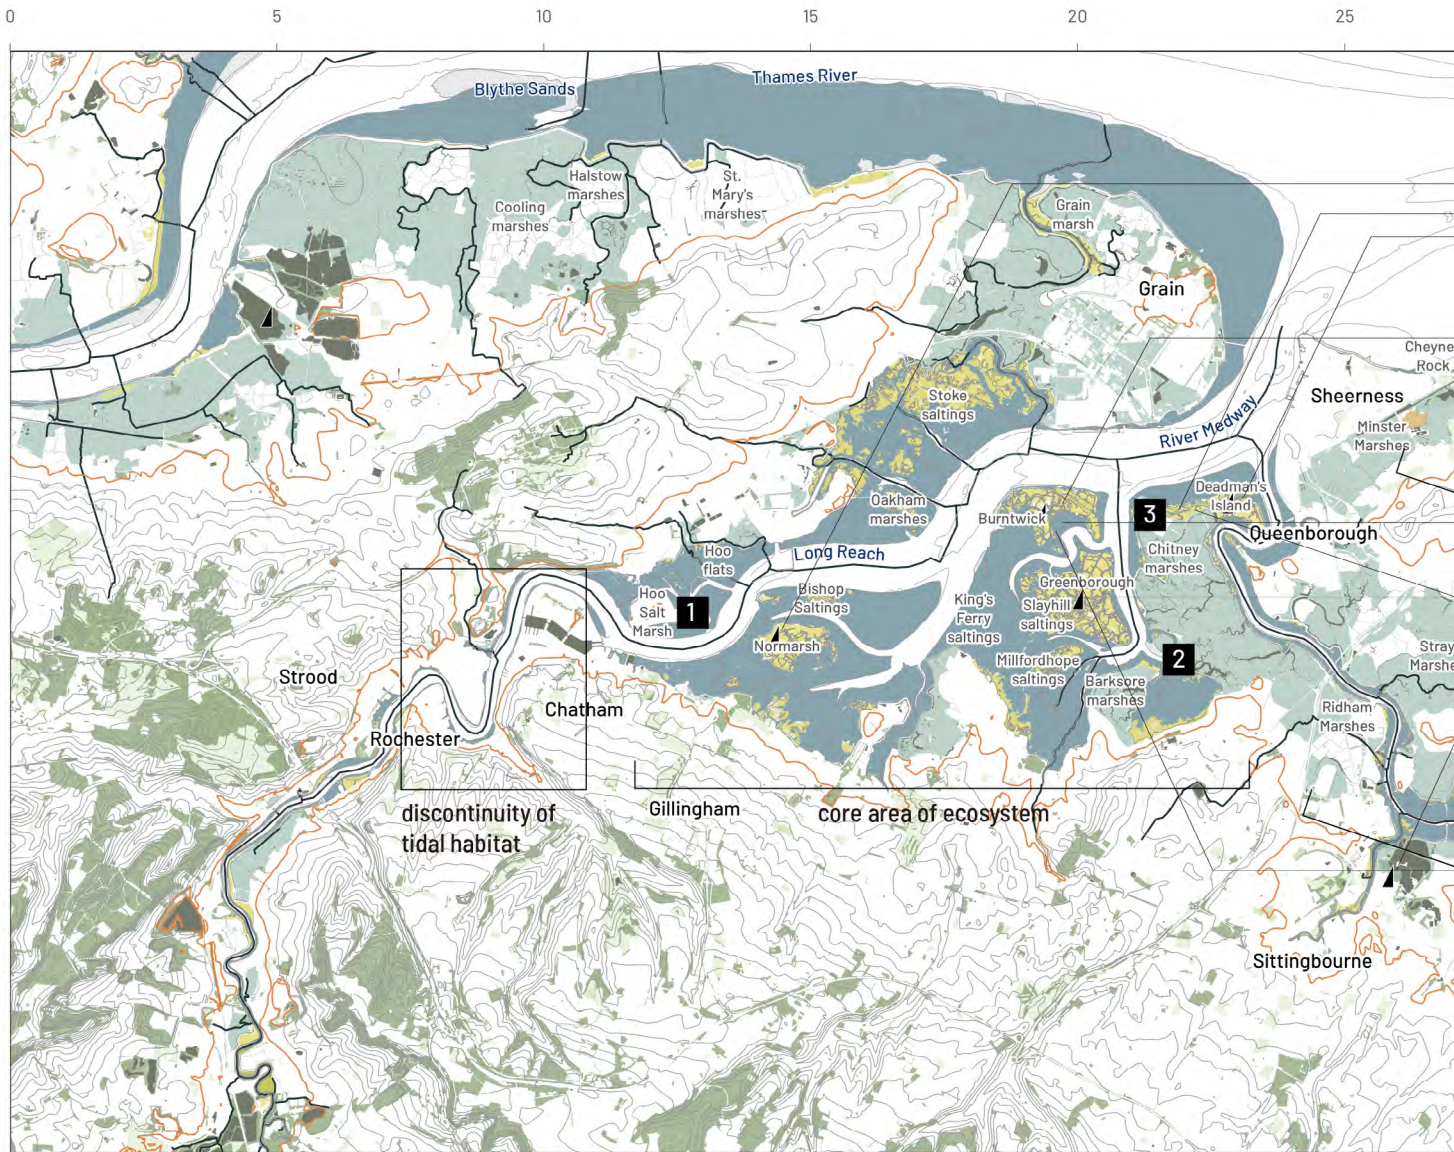 0
5
10
15
20
25
Thames River
Blythe Sands
Halstow
marshes
St.
Mary's
marshes
Cooling
marshes
Grain
marsh
Grain
Cheyne
Rock
Sheerness
Stoke
saltings
River Medway
Minster
Marshes
Deadman's
Island
Oakham
marshes
Burntwick
3
Queenborough
Long Reach
Hoo
flats
Chitney
marshes
Greenborough
Bishop
Saltings
Hoo
Salt
Marsh
1
King's
Ferry
saltings
Slayhill
saltings
Normarsh
Stray
Marshe
Millfordhope
saltings
2
Strood
Barksore
marshes
Chatham
Ridham
Marshes
Rochester
discontinuity of
tidal habitat
Gillingham
core area of ecosystem
Sittingbourne